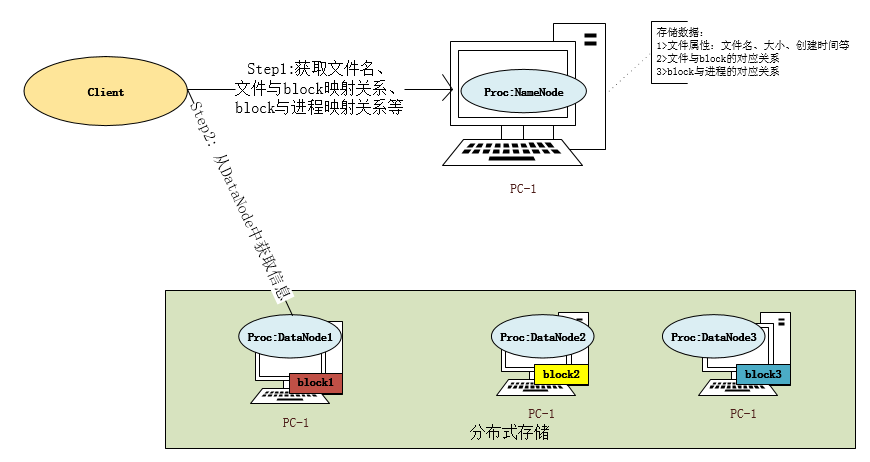 存储数据：
1>文件属性：文件名、大小、创建时间等
2>文件与block的对应关系
3>block与进程的对应关系
Client
Step1:获取文件名、
文件与block映射关系、
block与进程映射关系等
Proc:NameNode
PC-1
Step2：从DataNode中获取信息
Proc:DataNode1
block1
PC-1
Proc:DataNode2
block2
PC-1
Proc:DataNode3
block3
PC-1
分布式存储